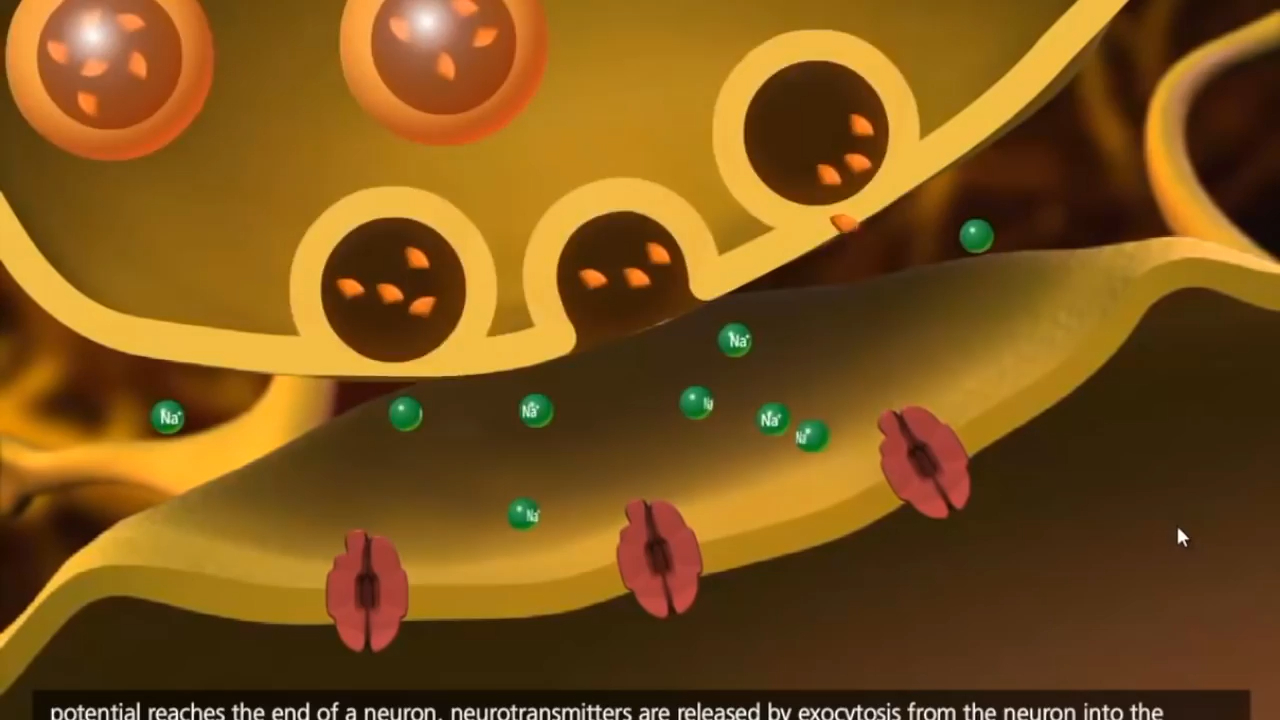 Na⁺
Na⁺
Na⁺
Na⁺
Na⁺
Na⁺
potential reaches the end of a neuron, neurotransmitters are released by exocytosis from the neuron into the